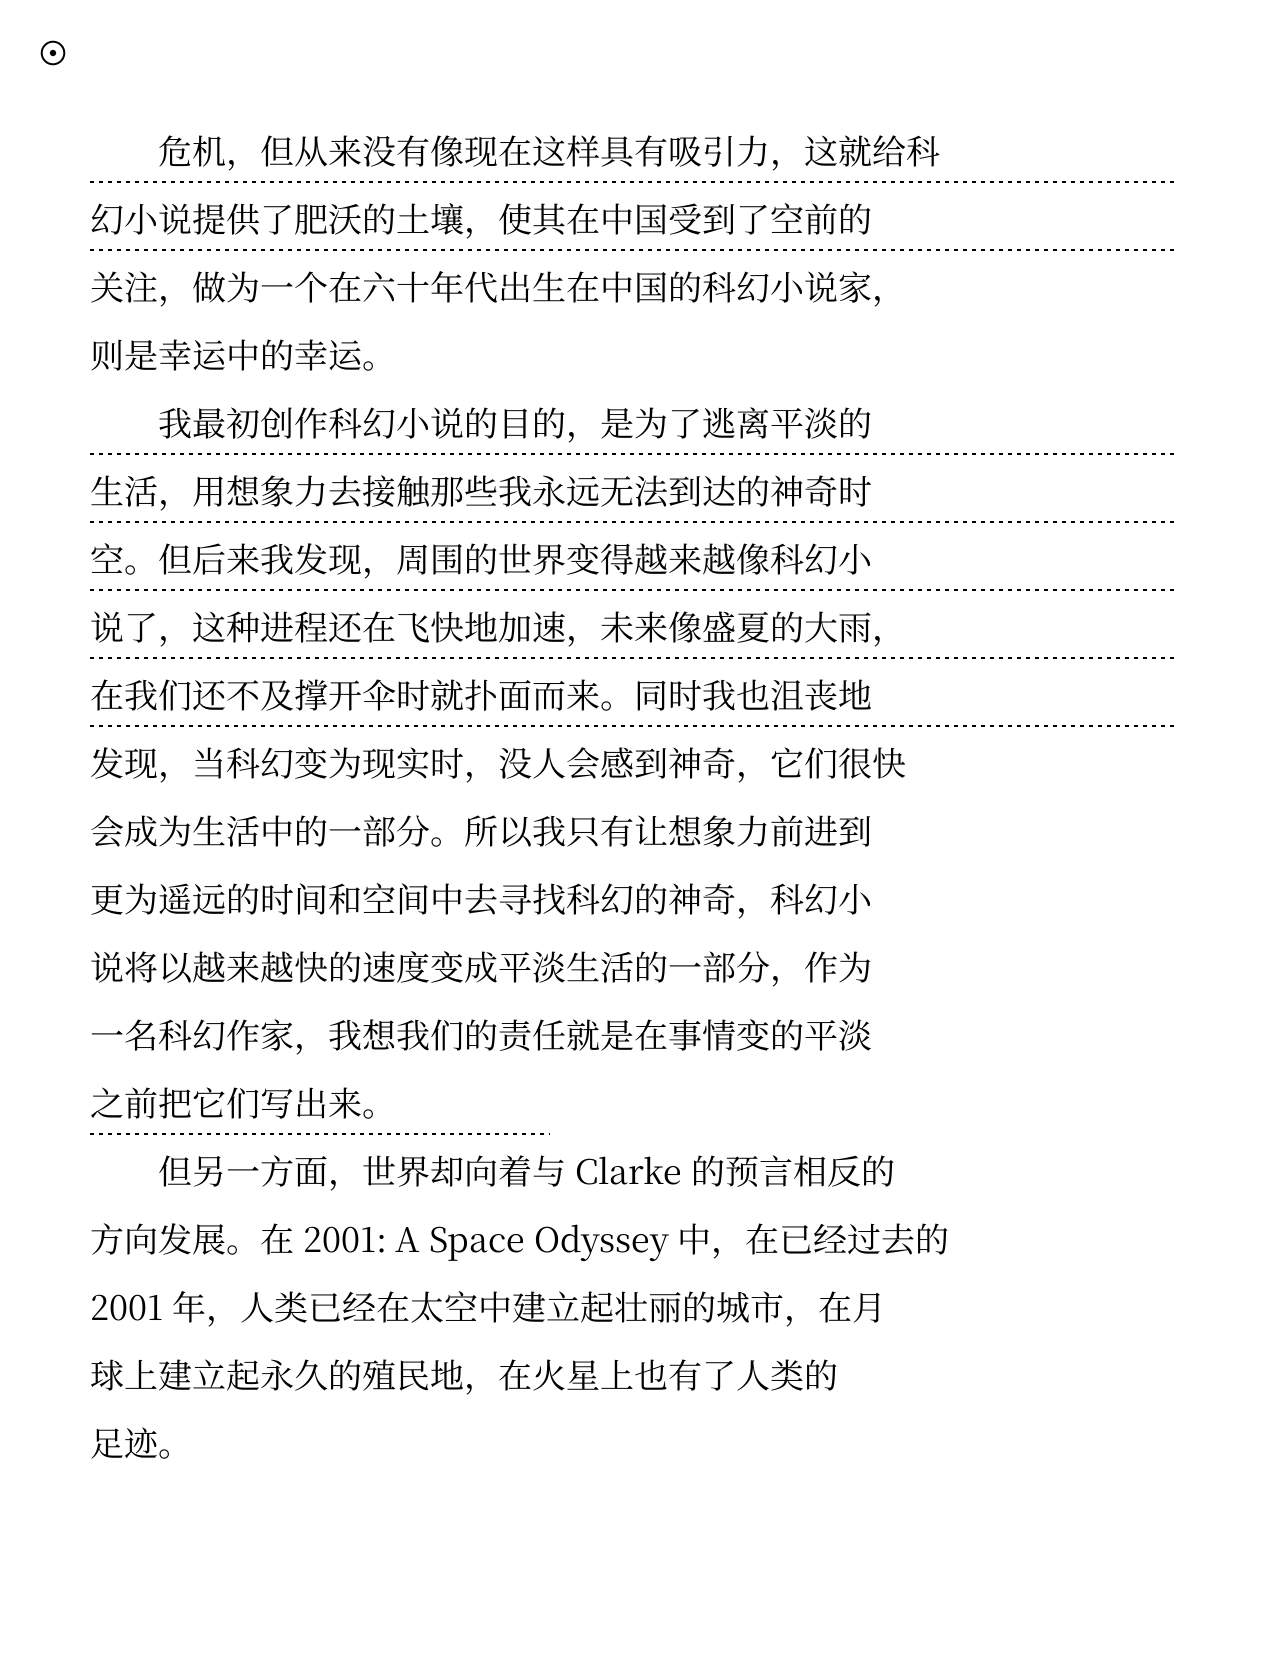 危机，但从来没有像现在这样具有吸引力，这就给科
幻小说提供了肥沃的土壤，使其在中国受到了空前的
关注，做为一个在六十年代出生在中国的科幻小说家，
则是幸运中的幸运。
我最初创作科幻小说的目的，是为了逃离平淡的
生活，用想象力去接触那些我永远无法到达的神奇时
空。但后来我发现，周围的世界变得越来越像科幻小
说了，这种进程还在飞快地加速，未来像盛夏的大雨，
在我们还不及撑开伞时就扑面而来。同时我也沮丧地
发现，当科幻变为现实时，没人会感到神奇，它们很快
会成为生活中的一部分。所以我只有让想象力前进到
更为遥远的时间和空间中去寻找科幻的神奇，科幻小
说将以越来越快的速度变成平淡生活的一部分，作为
一名科幻作家，我想我们的责任就是在事情变的平淡
之前把它们写出来。
但另一方面，世界却向着与 Clarke 的预言相反的
方向发展。在 2001: A Space Odyssey 中，在已经过去的
2001 年，人类已经在太空中建立起壮丽的城市，在月
球上建立起永久的殖民地，在火星上也有了人类的
足迹。